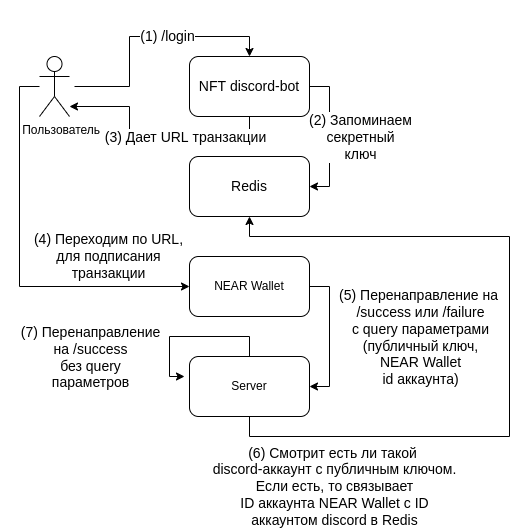 (1) /login
NFT discord-bot
Пользователь
(2) Запоминаем
секретный
ключ
(3) Дает URL транзакции
Redis
(4) Переходим по URL,
для подписания
транзакции
NEAR Wallet
(5) Перенаправление на
/success или /failure
с query параметрами
(публичный ключ,
NEAR Wallet
id аккаунта)
(7) Перенаправление
на /success
без query
параметров
Server
(6) Смотрит есть ли такой
discord-аккаунт с публичным ключом.
Если есть, то связывает
ID аккаунта NEAR Wallet с ID
аккаунтом discord в Redis